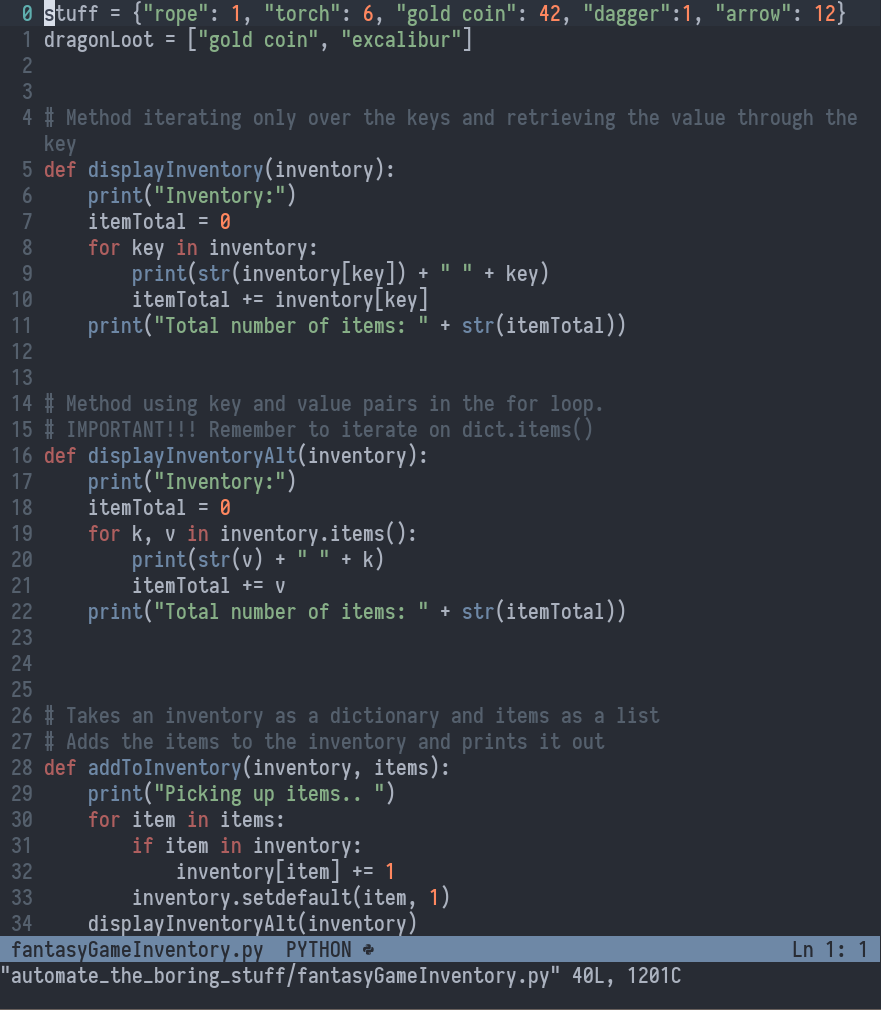 0 stuff = {"rope": 1, "torch": 6, "gold coin": 42, "dagger":1, "arrow": 12}
1 dragonLoot = ["gold coin", "excalibur"]
2
3
4 # Method iterating only over the keys and retrieving the value through the
key
5 def displayInventory(inventory):
6     print("Inventory:")
7     itemTotal = 0
8     for key in inventory:
9         print(str(inventory[key]) + " " + key)
10         itemTotal += inventory[key]
11     print("Total number of items: " + str(itemTotal))
12
13
14 # Method using key and value pairs in the for loop.
15 # IMPORTANT!!! Remember to iterate on dict.items()
16 def displayInventoryAlt(inventory):
17     print("Inventory:")
18     itemTotal = 0
19     for k, v in inventory.items():
20         print(str(v) + " " + k)
21         itemTotal += v
22     print("Total number of items: " + str(itemTotal))
23
24
25
26 # Takes an inventory as a dictionary and items as a list
27 # Adds the items to the inventory and prints it out
28 def addToInventory(inventory, items):
29     print("Picking up items.. ")
30     for item in items:
31         if item in inventory:
32             inventory[item] += 1
33         inventory.setdefault(item, 1)
34     displayInventoryAlt(inventory)
fantasyGameInventory.py  PYTHON  Ln 1: 1
"automate_the_boring_stuff/fantasyGameInventory.py" 40L, 1201C